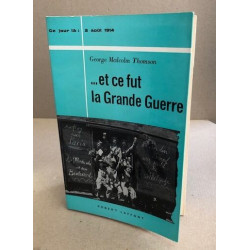 Ce jour là : 2 août 1914
George Malcolm Thomson
... et ce fut
la Grande Guerre
ROBERT LAFFONT